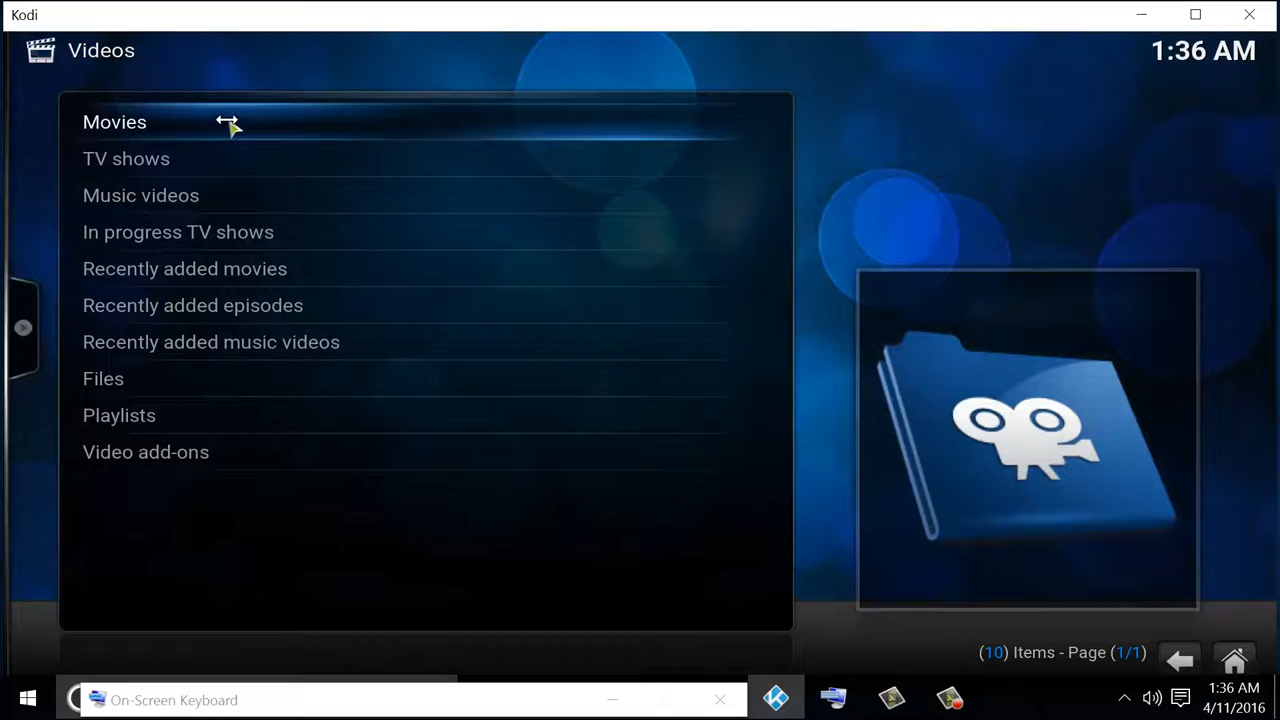 Kodi
Videos
1:36 AM
Movies
TV shows
Music videos
In progress TV shows
Recently added movies
Recently added episodes
Recently added music videos
Files
Playlists
Video add-ons
(10) Items - Page (1/1)
On-Screen Keyboard
1:36 AM
4/11/2016